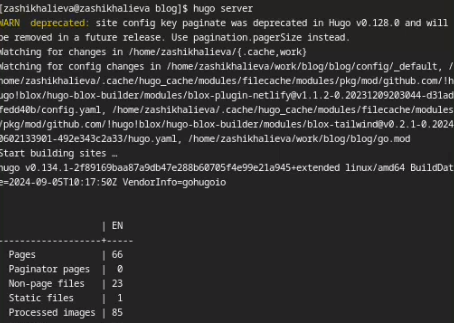 [zashikhalieva@zashikhalieva blog]$ hugo server
WARN  deprecated: site config key paginate was deprecated in Hugo v0.128.0 and will
be removed in a future release. Use pagination.pagerSize instead.
Watching for changes in /home/zashikhalieva/{.cache,work}
Watching for config changes in /home/zashikhalieva/work/blog/blog/config/_default, /
home/zashikhalieva/.cache/hugo_cache/modules/filecache/modules/pkg/mod/github.com/!h
ugo!blox/hugo-blox-builder/modules/blox-plugin-netlify@v1.1.2-0.20231209203044-d31ad
fedd40b/config.yaml, /home/zashikhalieva/.cache/hugo_cache/modules/filecache/modules
/pkg/mod/github.com/!hugo!blox/hugo-blox-builder/modules/blox-tailwind@v0.2.1-0.2024
0602133901-492e343c2a33/hugo.yaml, /home/zashikhalieva/work/blog/blog/go.mod
Start building sites …
hugo v0.134.1-2f89169baa87a9db47e288b60705f4e99e21a945+extended linux/amd64 BuildDat
e=2024-09-05T10:17:50Z VendorInfo=gohugoio
| EN
-------------------+-----
Pages            | 66
Paginator pages  |  0
Non-page files   | 23
Static files     |  1
Processed images | 85